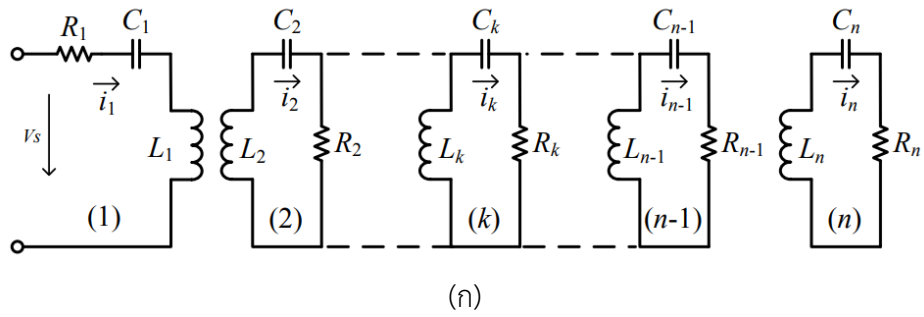 C₁ C₂ Cₖ Cₙ₋₁ Cₙ
R₁
i₁ i₂ iₖ iₙ₋₁ iₙ
Vs L₁ L₂ R₂ Lₖ Rₖ Lₙ₋₁ Rₙ₋₁ Lₙ Rₙ
(1) (2) (k) (n-1) (n)
(ก)